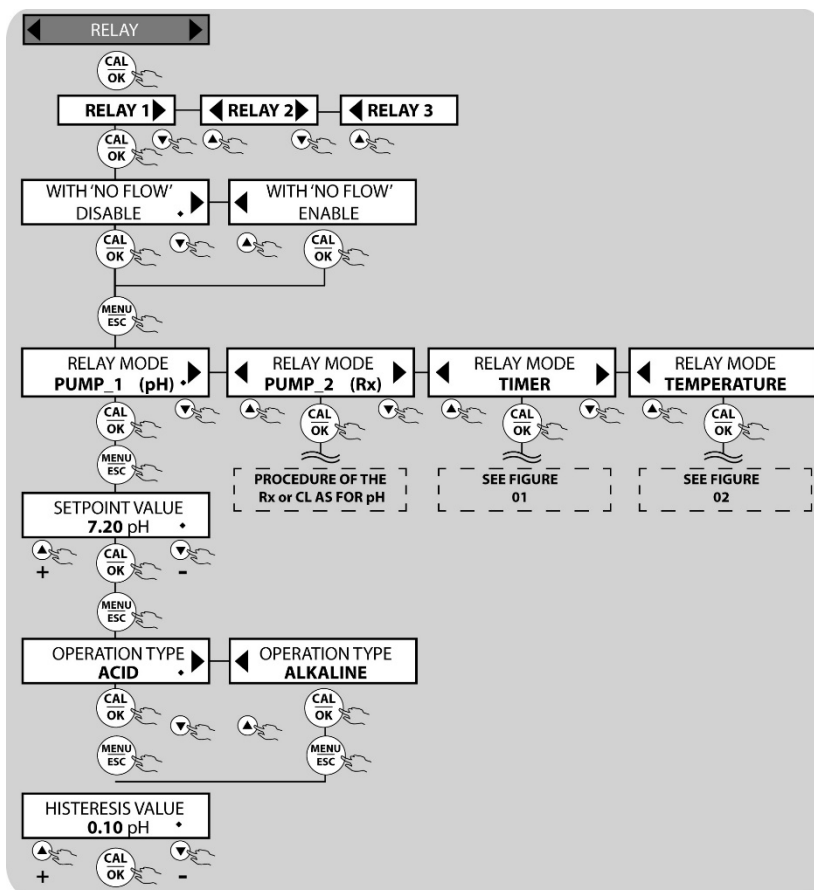 RELAY
CAL
OK
RELAY 1
RELAY 2
RELAY 3
CAL
OK
WITH 'NO FLOW'
DISABLE
WITH 'NO FLOW'
ENABLE
CAL
OK
CAL
OK
MENU
ESC
RELAY MODE
PUMP_1 (pH)
RELAY MODE
PUMP_2 (Rx)
RELAY MODE
TIMER
RELAY MODE
TEMPERATURE
CAL
OK
CAL
OK
CAL
OK
CAL
OK
MENU
ESC
PROCEDURE OF THE
Rx or CL AS FOR pH
SEE FIGURE
01
SEE FIGURE
02
SETPOINT VALUE
7.20 pH
+
CAL
OK
-
MENU
ESC
OPERATION TYPE
ACID
OPERATION TYPE
ALKALINE
CAL
OK
CAL
OK
MENU
ESC
MENU
ESC
HISTERESIS VALUE
0.10 pH
+
CAL
OK
-